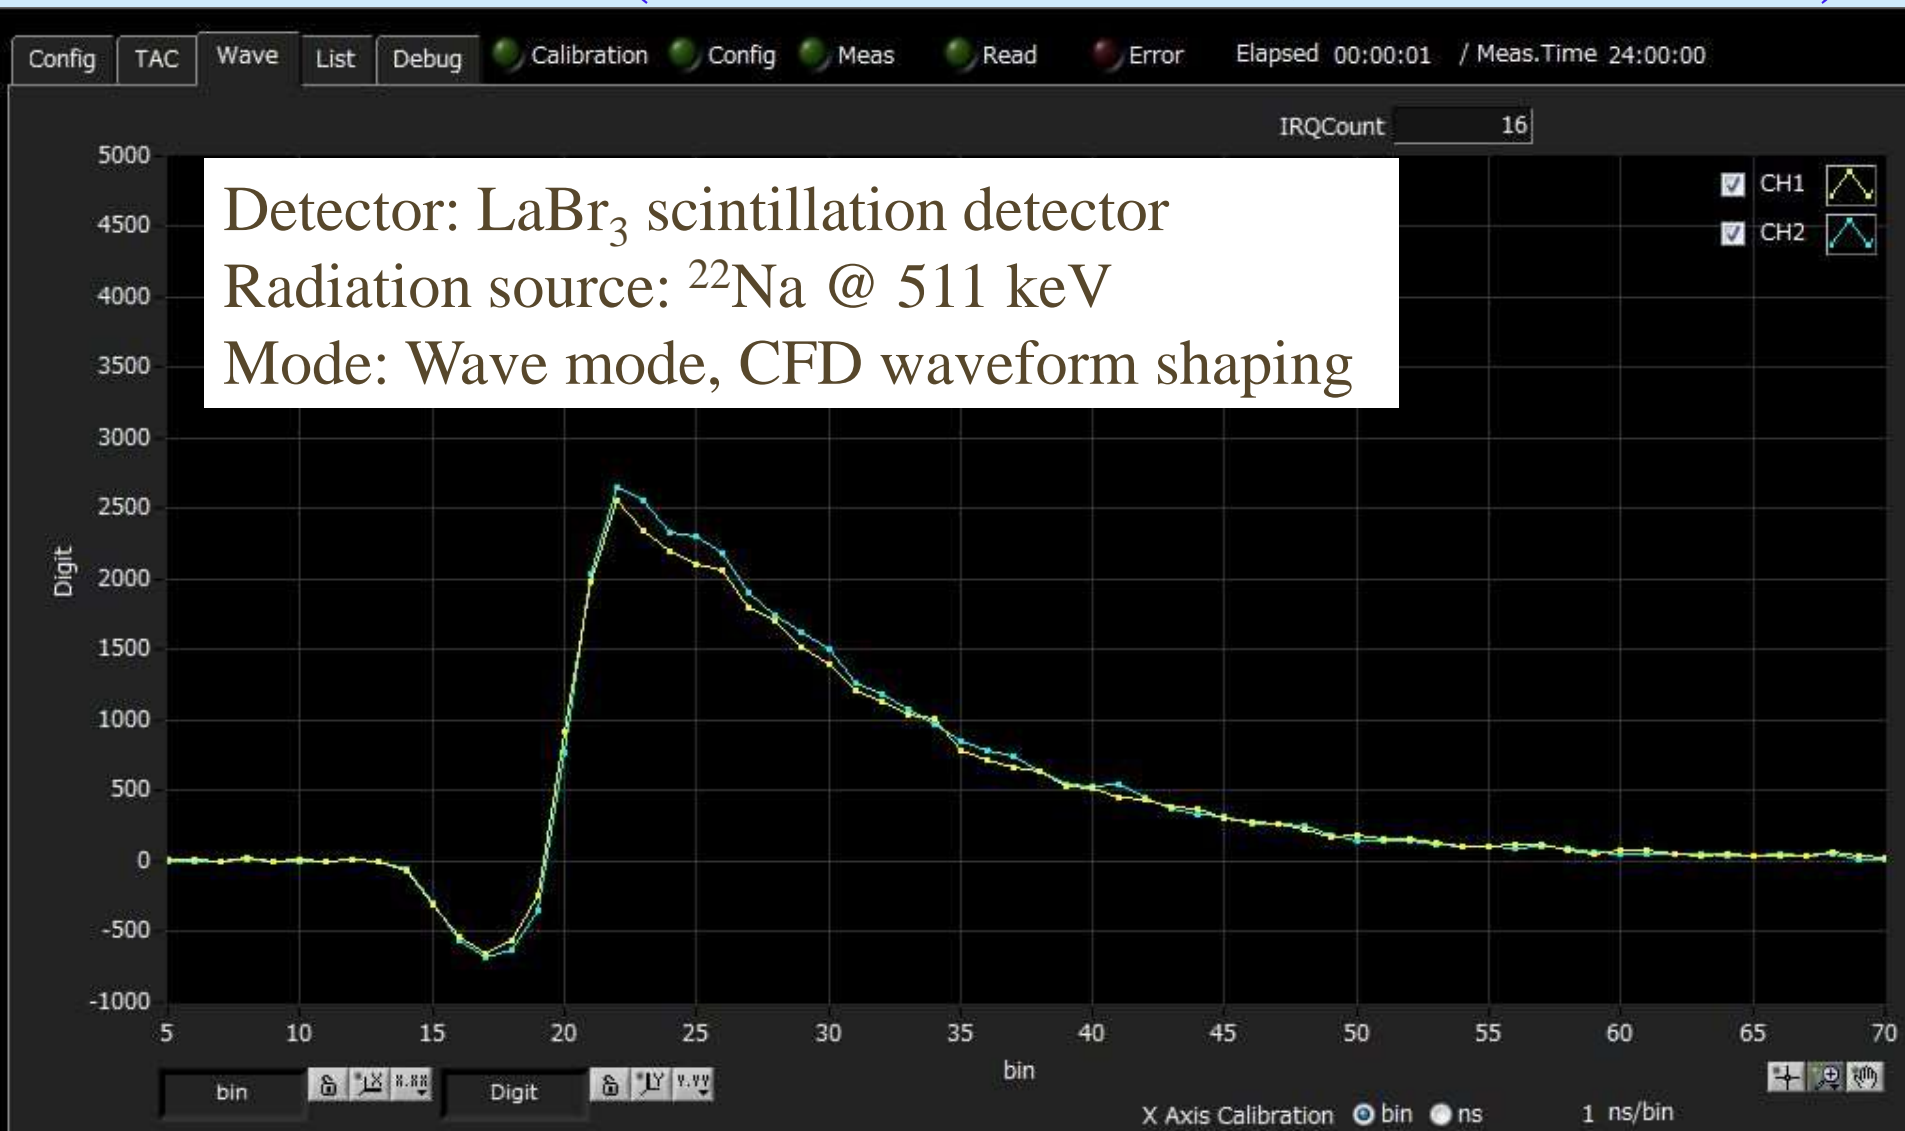 Config TAC Wave List Debug Calibration Config Meas Read Error Elapsed 00:00:01 / Meas.Time 24:00:00
IRQCount 16
Detector: LaBr3 scintillation detector
Radiation source: 22Na @ 511 keV
Mode: Wave mode, CFD waveform shaping
CH1
CH2
Digit
5000
4500
4000
3500
3000
2500
2000
1500
1000
500
0
-500
-1000
5 10 15 20 25 30 35 40 45 50 55 60 65 70
bin
bin X X.XX Digit Y Y.YY
X Axis Calibration bin ns 1 ns/bin